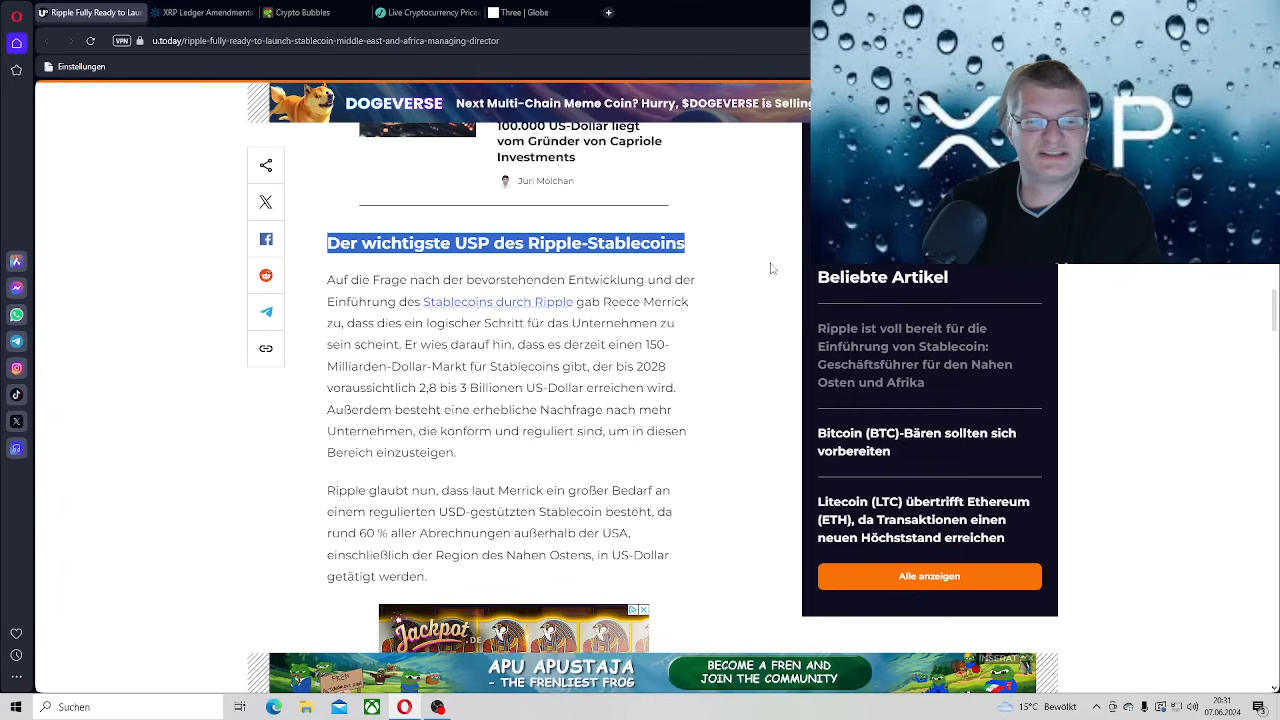 Ripple Fully Ready to Laun
XRP Ledger Amendments
Crypto Bubbles
Live Cryptocurrency Prices
Three | Globe
VPN
u.today/ripple-fully-ready-to-launch-stablecoin-middle-east-and-africa-managing-director
Einstellungen
DOGEVERSE
Next Multi-Chain Meme Coin? Hurry, $DOGEVERSE is Selling
XRP
100.000 US-Dollar liegt
vom Gründer von Capriole
Investments
Juri Molchan
Der wichtigste USP des Ripple-Stablecoins
Auf die Frage nach der bevorstehenden Entwicklung und der
Einführung des Stablecoins durch Ripple gab Reece Merrick
zu, dass dies ein logischer Schritt für das Unternehmen zu
sein scheint. Er wies darauf hin, dass es derzeit einen 150-
Milliarden-Dollar-Markt für Stablecoins gibt, der bis 2028
voraussichtlich 2,8 bis 3 Billionen US-Dollar erreichen wird.
Außerdem besteht eine erhebliche Nachfrage nach mehr
Unternehmen, die konform und reguliert sind, um in diesen
Bereich einzusteigen.
Ripple glaubt nun, dass laut Merrick ein großer Bedarf an
einem regulierten USD-gestützten Stablecoin besteht, da
rund 60 % aller Abrechnungen außerhalb der USA,
einschließlich der Region des Nahen Ostens, in US-Dollar
getätigt werden.
Beliebte Artikel
Ripple ist voll bereit für die
Einführung von Stablecoin:
Geschäftsführer für den Nahen
Osten und Afrika
Bitcoin (BTC)-Bären sollten sich
vorbereiten
Litecoin (LTC) übertrifft Ethereum
(ETH), da Transaktionen einen
neuen Höchststand erreichen
Alle anzeigen
Jackpot
DE
APU APUSTAJA
- THE FRENLIEST FROG
BECOME A FREN AND
JOIN THE COMMUNITY
INSERAT
Suchen
15°C Bewölkt
20:31
07.06.2024